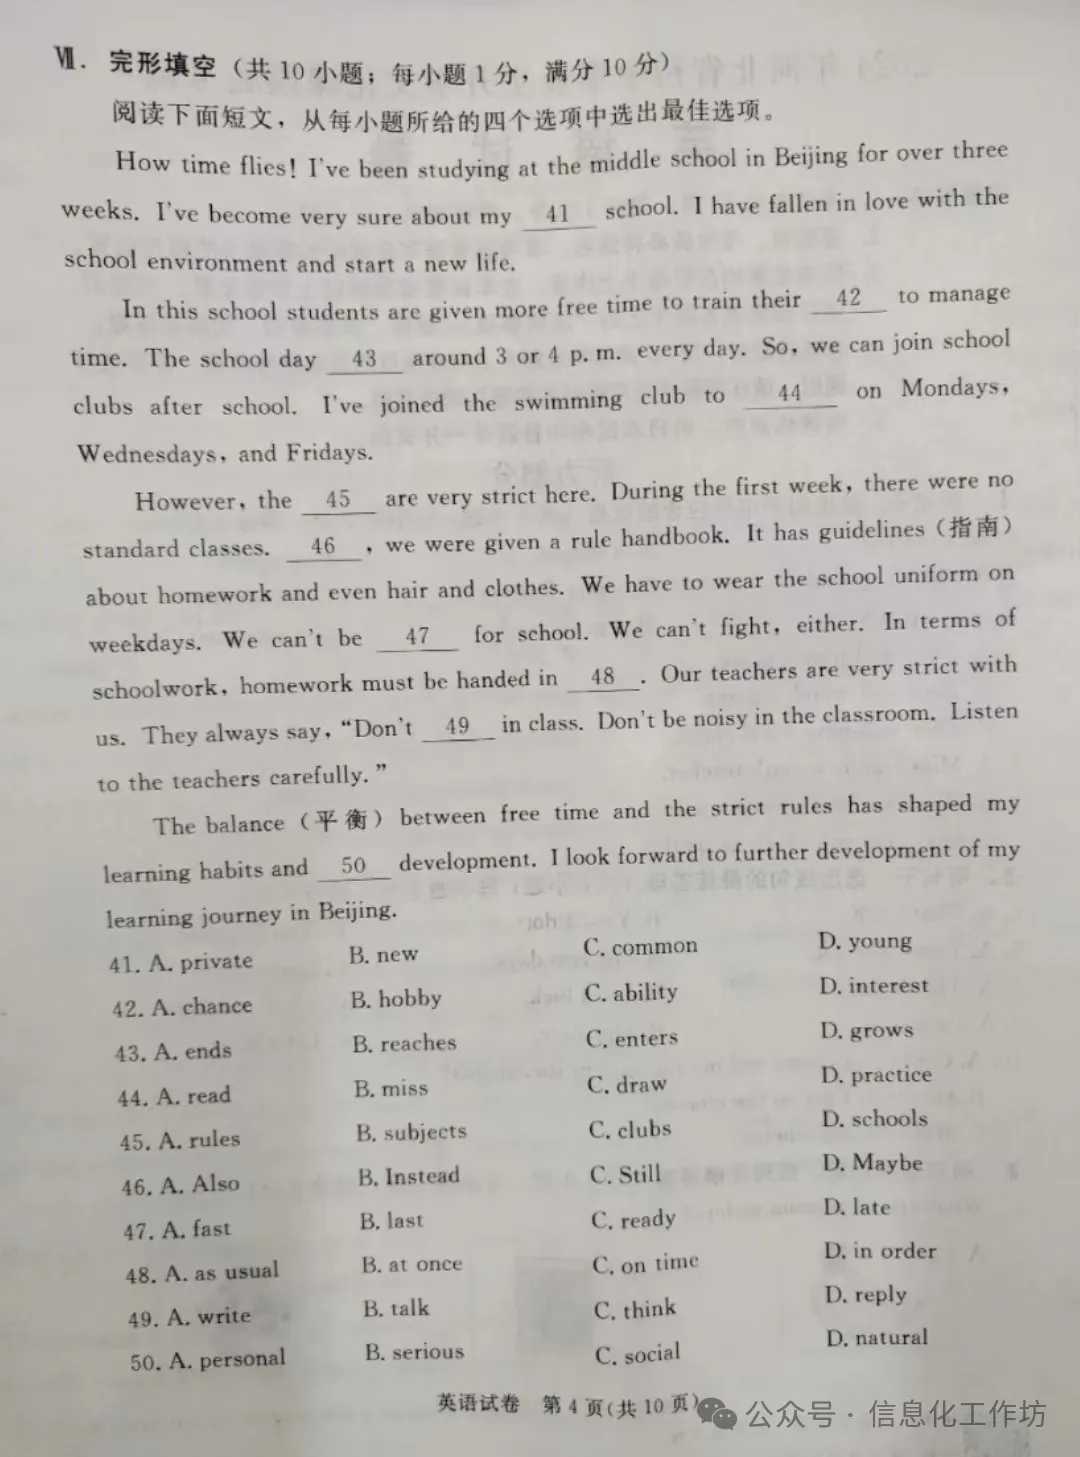 Ⅶ. 完形填空(共10小题;每小题1分,满分10分)
阅读下面短文,从每小题所给的四个选项中选出最佳选项。
How time flies! I've been studying at the middle school in Beijing for over three
weeks. I've become very sure about my 41 school. I have fallen in love with the
school environment and start a new life.
In this school students are given more free time to train their 42 to manage
time. The school day 43 around 3 or 4 p. m. every day. So, we can join school
clubs after school. I've joined the swimming club to 44 on Mondays,
Wednesdays, and Fridays.
However, the 45 are very strict here. During the first week, there were no
standard classes. 46 , we were given a rule handbook. It has guidelines(指南)
about homework and even hair and clothes. We have to wear the school uniform on
weekdays. We can't be 47 for school. We can't fight, either. In terms of
schoolwork, homework must be handed in 48 . Our teachers are very strict with
us. They always say, “Don't 49 in class. Don't be noisy in the classroom. Listen
to the teachers carefully.”
The balance(平衡) between free time and the strict rules has shaped my
learning habits and 50 development. I look forward to further development of my
learning journey in Beijing.
41. A. private B. new C. common D. young
42. A. chance B. hobby C. ability D. interest
43. A. ends B. reaches C. enters D. grows
44. A. read B. miss C. draw D. practice
45. A. rules B. subjects C. clubs D. schools
46. A. Also B. Instead C. Still D. Maybe
47. A. fast B. last C. ready D. late
48. A. as usual B. at once C. on time D. in order
49. A. write B. talk C. think D. reply
50. A. personal B. serious C. social D. natural
英语试卷 第4页(共10页)
公众号·信息化工作坊